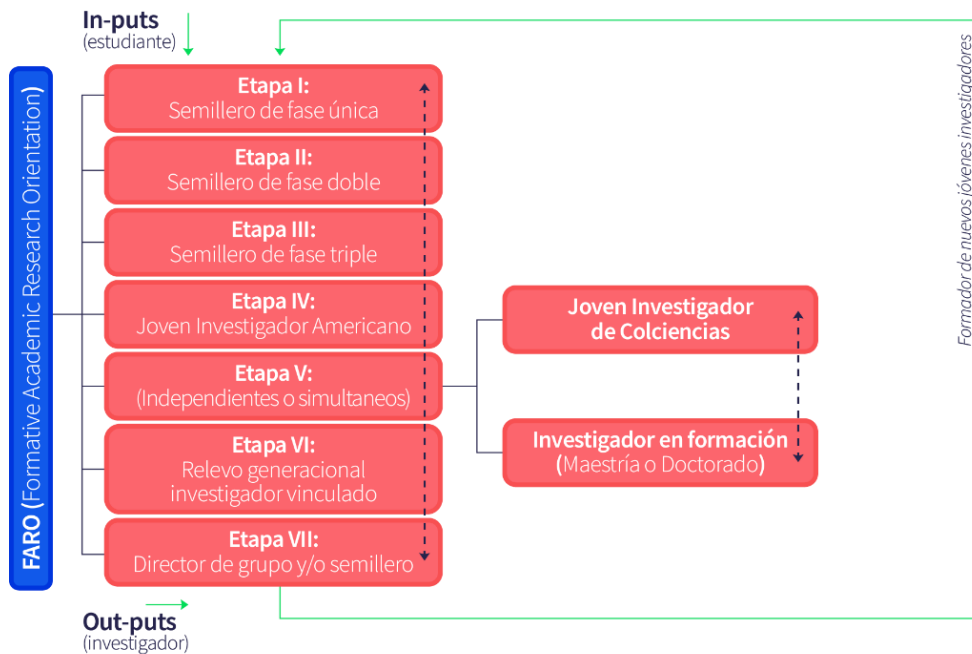 In-puts
(estudiante)
FARO (Formative Academic Research Orientation)
Etapa I:
Semillero de fase única
Etapa II:
Semillero de fase doble
Etapa III:
Semillero de fase triple
Etapa IV:
Joven Investigador Americano
Etapa V:
(Independientes o simultaneos)
Etapa VI:
Relevo generacional
investigador vinculado
Etapa VII:
Director de grupo y/o semillero
Joven Investigador
de Colciencias
Investigador en formación
(Maestría o Doctorado)
Formador de nuevos ióvenes investigadores
Out-puts
(investigador)